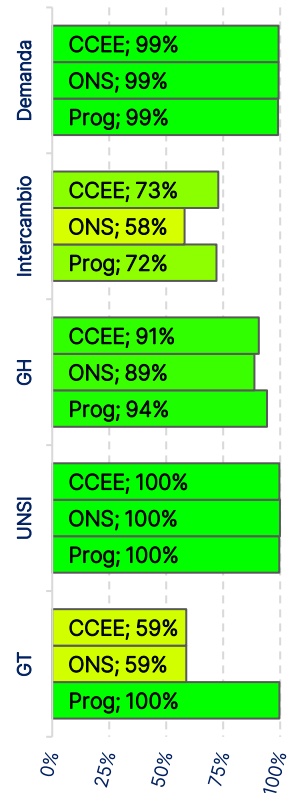 Demanda
CCEE; 99%
ONS; 99%
Prog; 99%
Intercambio
CCEE; 73%
ONS; 58%
Prog; 72%
GH
CCEE; 91%
ONS; 89%
Prog; 94%
UNSI
CCEE; 100%
ONS; 100%
Prog; 100%
GT
CCEE; 59%
ONS; 59%
Prog; 100%
0%
25%
50%
75%
100%